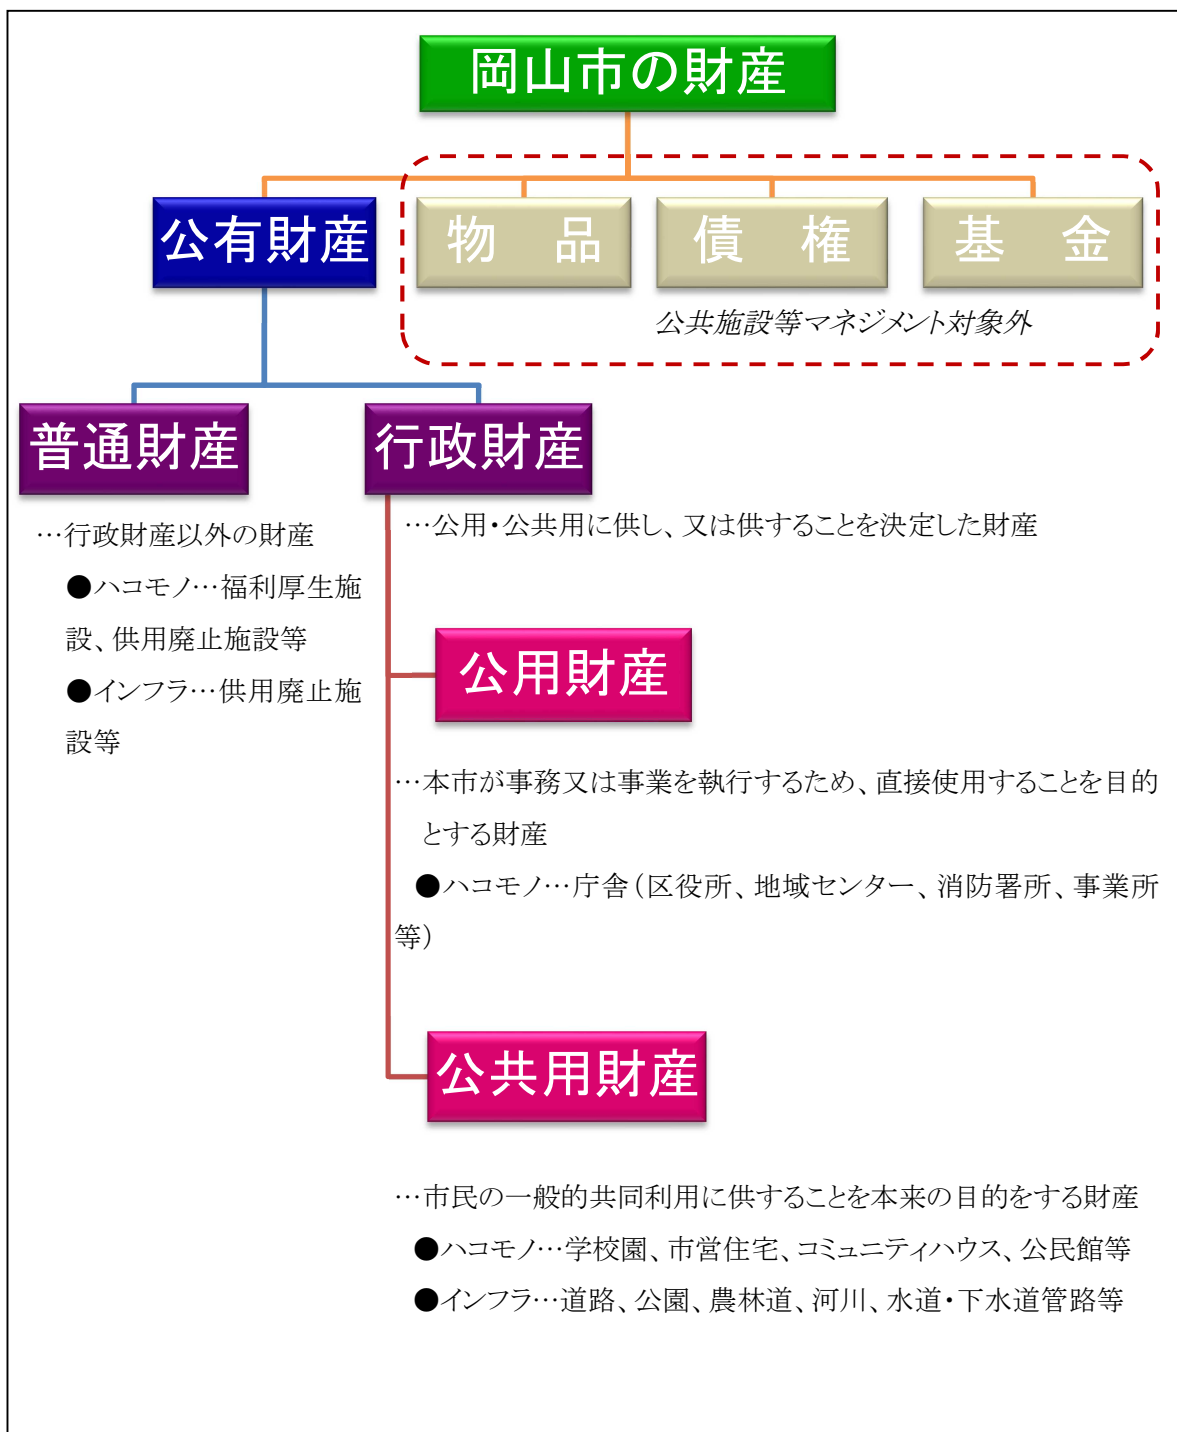 岡山市の財産
公有財産
物　品
債　権
基　金
公共施設等マネジメント対象外
普通財産
行政財産
…行政財産以外の財産
●ハコモノ…福利厚生施
設、供用廃止施設等
●インフラ…供用廃止施
設等
…公用・公共用に供し、又は供することを決定した財産
公用財産
…本市が事務又は事業を執行するため、直接使用することを目的
とする財産
●ハコモノ…庁舎（区役所、地域センター、消防署所、事業所
等）
公共用財産
…市民の一般的共同利用に供することを本来の目的をする財産
●ハコモノ…学校園、市営住宅、コミュニティハウス、公民館等
●インフラ…道路、公園、農林道、河川、水道・下水道管路等